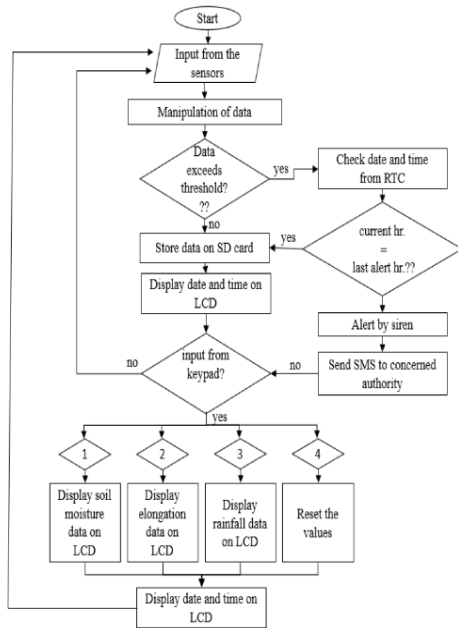 Start
Input from the
sensors
Manipulation of data
Data
exceeds
threshold?
??
yes
Check date and time
from RTC
no
Store data on SD card
yes
current hr.
=
last alert hr.??
Display date and time on
LCD
Alert by siren
no
input from
keypad?
no
Send SMS to concerned
authority
yes
1
2
3
4
Display soil
moisture
data on
LCD
Display
elongation
data on
LCD
Display
rainfall data
on LCD
Reset the
values
Display date and time on
LCD